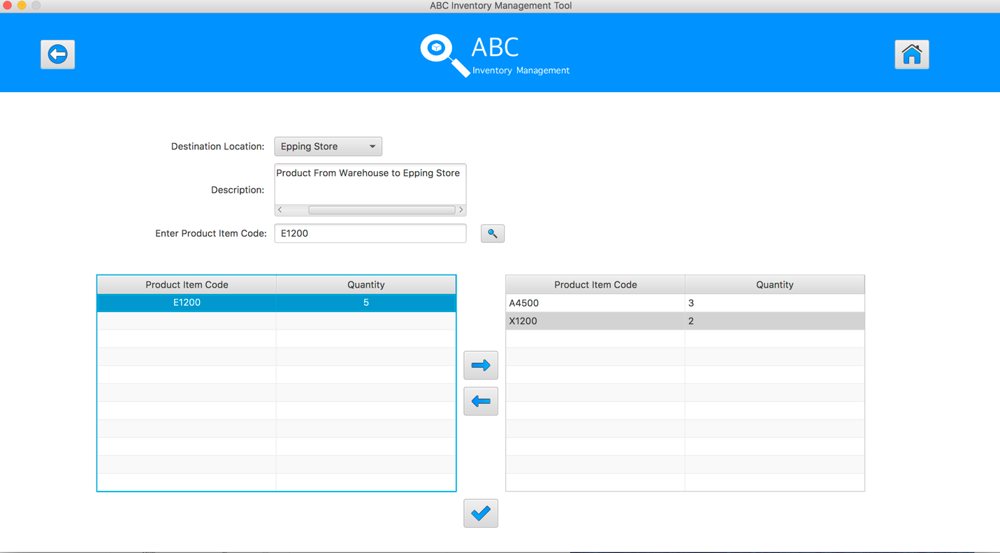 ABC Inventory Management Tool
ABC
Inventory Management
Destination Location: Epping Store
Description: Product From Warehouse to Epping Store
Enter Product Item Code: E1200
Product Item Code Quantity
E1200 5
Product Item Code Quantity
A4500 3
X1200 2